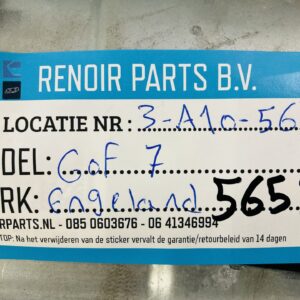 RENOIR PARTS B.V.
LOCATIE NR : 3-A10-56
DEL: Gof 7
RK: Engeland 565
RPARTS.NL - 085 0603676 - 06 41346994
TOP: Na het verwijderen van de sticker vervalt de garantie/retourbeleid van 14 dagen